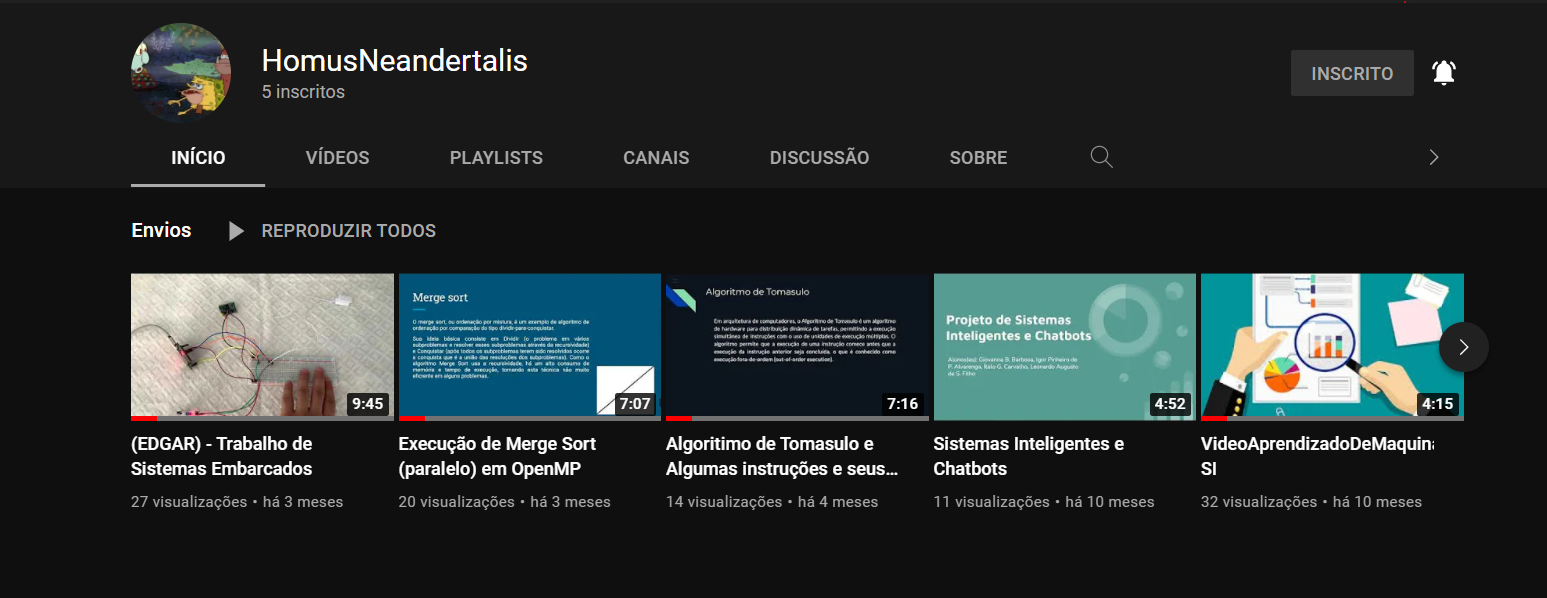 HomusNeandertalis
5 inscritos
INSCRITO
INÍCIO VÍDEOS PLAYLISTS CANAIS DISCUSSÃO SOBRE
Envios REPRODUZIR TODOS
9:45
Merge sort
O merge sort, ou ordenação por mistura, é um exemplo de algoritmo de
ordenação por comparação do tipo dividir-para-conquistar.
Sua ideia básica consiste em Dividir (o problema em vários
subproblemas e resolver esses subproblemas através da recursividade)
e Conquistar (após todos os subproblemas terem sido resolvidos ocorre
a conquista que é a união das resoluções dos subproblemas). Como o
algoritmo Merge Sort usa a recursividade, há um alto consumo de
memória e tempo de execução, tornando esta técnica não muito
eficiente em alguns problemas.
7:07
Algoritmo de Tomasulo
Em arquitetura de computadores, o Algoritmo de Tomasulo é um algoritmo
de hardware para distribuição dinâmica de tarefas, permitindo a execução
simultânea de instruções com o uso de unidades de execução múltiplas. O
algoritmo permite que a execução de uma instrução comece antes que a
execução da instrução anterior seja concluída, o que é conhecido como
execução fora-de-ordem (out-of-order execution).
7:16
Projeto de Sistemas
Inteligentes e Chatbots
Alumos(as): Giovanna B. Barbosa, Igor Pinheiro de
P. Alvarenga, Italo G. Carvalho, Leonardo Augusto
de S. Filho
4:52
4:15
(EDGAR) - Trabalho de
Sistemas Embarcados
27 visualizações • há 3 meses
Execução de Merge Sort
(paralelo) em OpenMP
20 visualizações • há 3 meses
Algoritimo de Tomasulo e
Algumas instruções e seus...
14 visualizações • há 4 meses
Sistemas Inteligentes e
Chatbots
11 visualizações • há 10 meses
VideoAprendizadoDeMaquina
SI
32 visualizações • há 10 meses